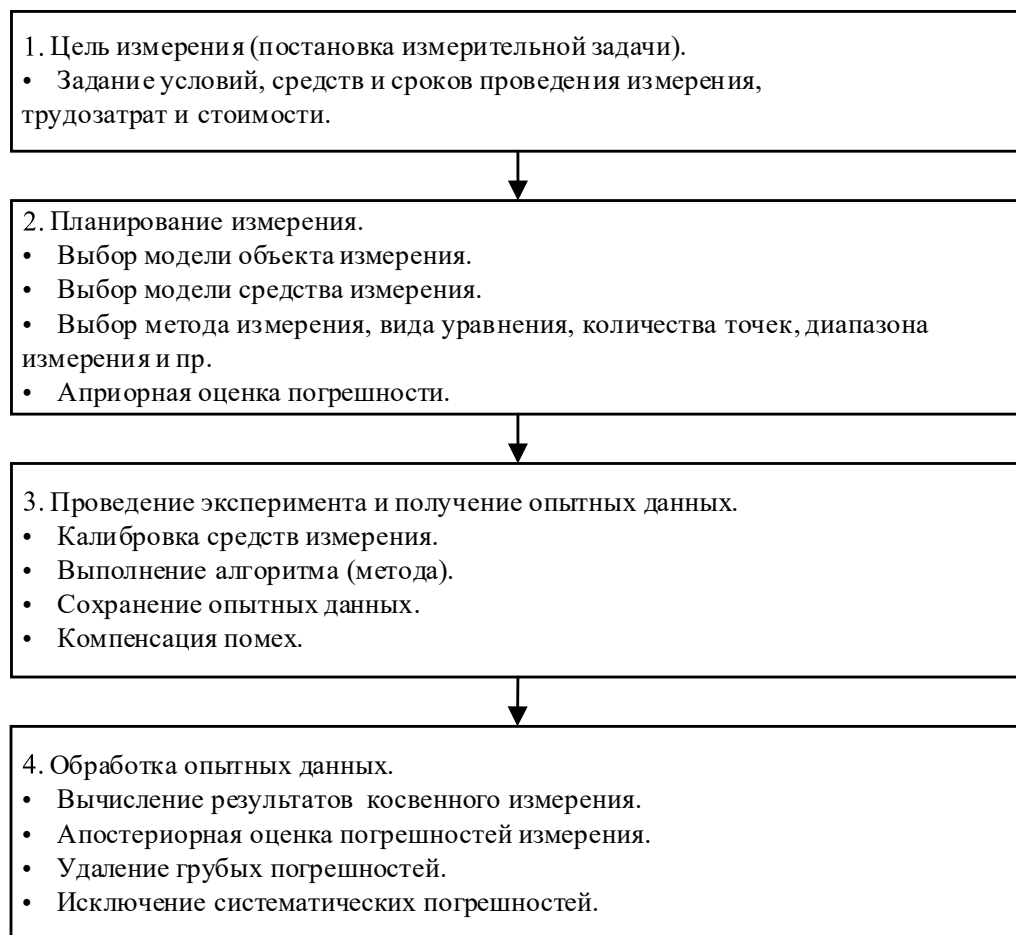 1. Цель измерения (постановка измерительной задачи).
• Задание условий, средств и сроков проведения измерения,
трудозатрат и стоимости.
2. Планирование измерения.
• Выбор модели объекта измерения.
• Выбор модели средства измерения.
• Выбор метода измерения, вида уравнения, количества точек, диапазона
измерения и пр.
• Априорная оценка погрешности.
3. Проведение эксперимента и получение опытных данных.
• Калибровка средств измерения.
• Выполнение алгоритма (метода).
• Сохранение опытных данных.
• Компенсация помех.
4. Обработка опытных данных.
• Вычисление результатов косвенного измерения.
• Апостериорная оценка погрешностей измерения.
• Удаление грубых погрешностей.
• Исключение систематических погрешностей.